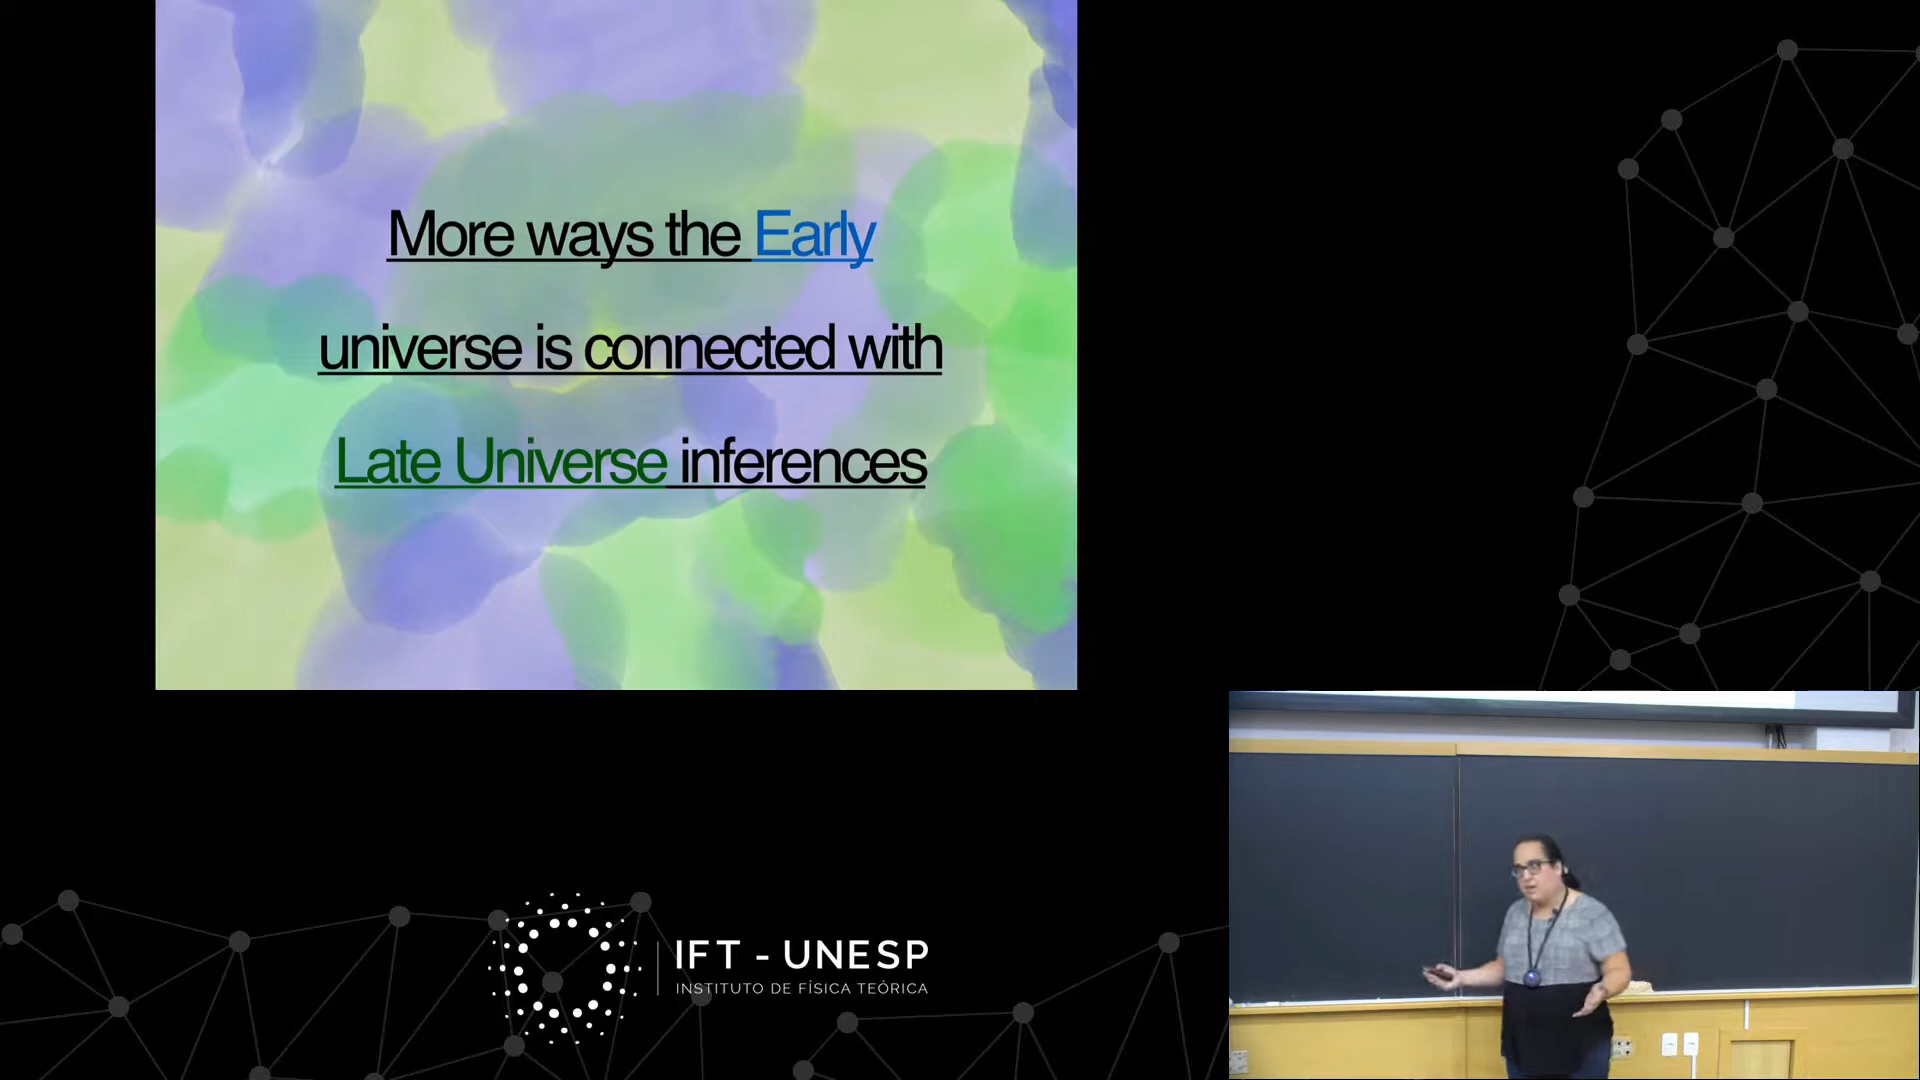 More ways the Early
universe is connected with
Late Universe inferences
IFT - UNESP
INSTITUTO DE FÍSICA TEÓRICA